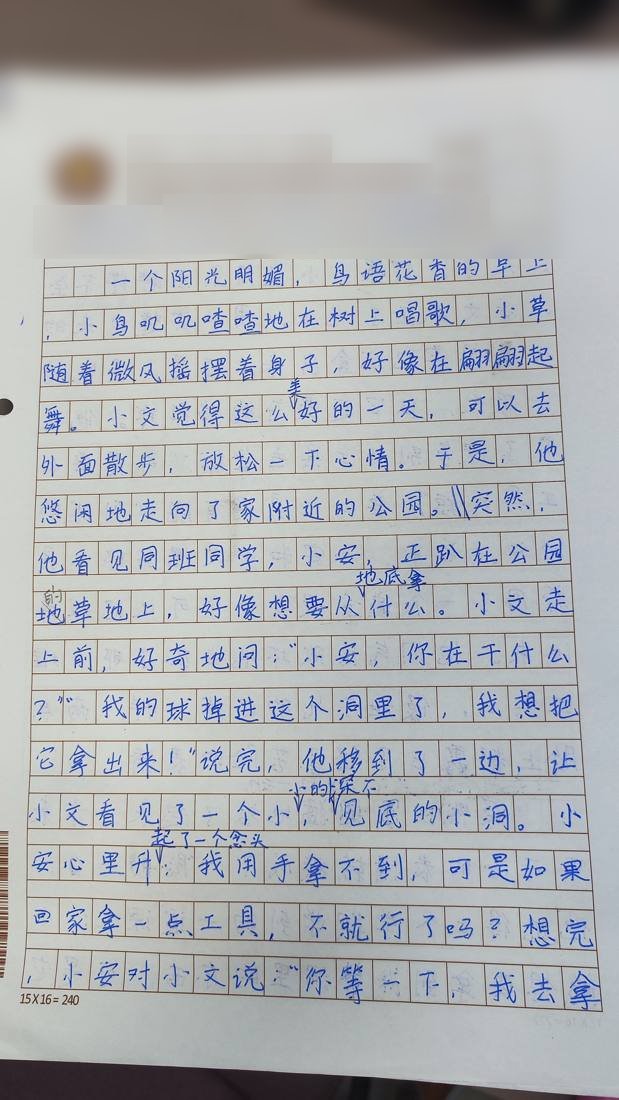 一个阳光明媚，鸟语花香的早上
，小鸟叽叽喳喳地在树上唱歌，小草
随着微风摇摆着身子，好像在翩翩起
美
舞。小文觉得这么好的一天，可以去
外面散步，放松一下心情。于是，他
悠闲地走向了家附近的公园。\\突然，
他看见同班同学，小安，正趴在公园
地底拿
的
地草地上，好像想要从什么。小文走
上前，好奇地问：“小安，你在干什么
？”“我的球掉进这个洞里了，我想把
它拿出来！”说完，他移到了一边，让
小的 深不
小文看见了一个小，见底的小洞。小
起了一个念头
安心里升：我用手拿不到，可是如果
回家拿一点工具，不就行了吗？想完
，小安对小文说：“你等一下，我去拿
15X16=240